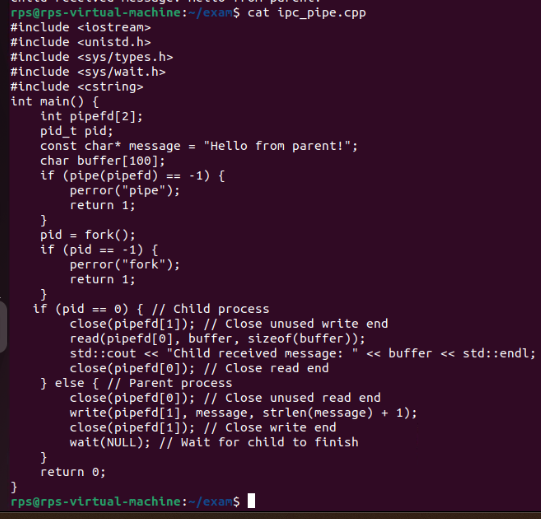 child received message: Hello from parent!
rps@rps-virtual-machine:~/exam$ cat ipc_pipe.cpp
#include <iostream>
#include <unistd.h>
#include <sys/types.h>
#include <sys/wait.h>
#include <cstring>
int main() {
    int pipefd[2];
    pid_t pid;
    const char* message = "Hello from parent!";
    char buffer[100];
    if (pipe(pipefd) == -1) {
        perror("pipe");
        return 1;
    }
    pid = fork();
    if (pid == -1) {
        perror("fork");
        return 1;
    }
   if (pid == 0) { // Child process
        close(pipefd[1]); // Close unused write end
        read(pipefd[0], buffer, sizeof(buffer));
        std::cout << "Child received message: " << buffer << std::endl;
        close(pipefd[0]); // Close read end
    } else { // Parent process
        close(pipefd[0]); // Close unused read end
        write(pipefd[1], message, strlen(message) + 1);
        close(pipefd[1]); // Close write end
        wait(NULL); // Wait for child to finish
    }
    return 0;
}
rps@rps-virtual-machine:~/exam$